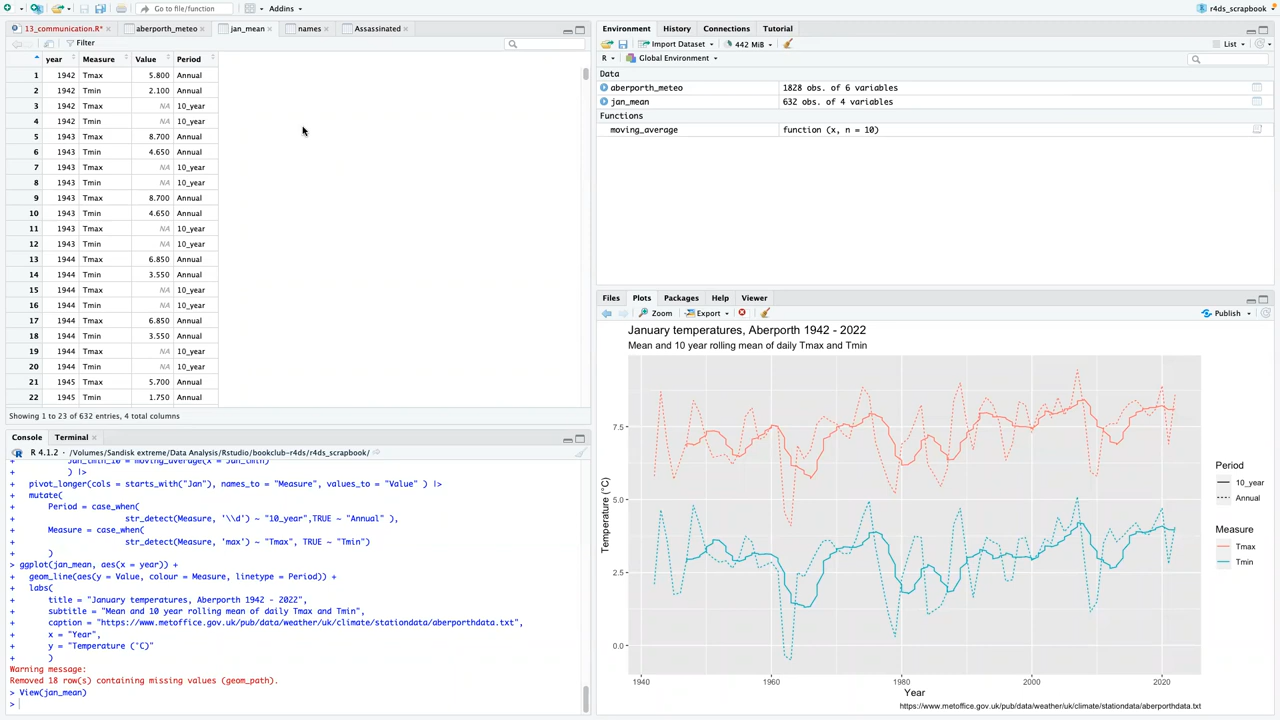 Go to file/function
Addins
r4ds_scrapbook
13_communication.R*
aberporth_meteo
jan_mean
names
Assassinated
Filter
year Measure Value Period
1 1942 Tmax 5.800 Annual
2 1942 Tmin 2.100 Annual
3 1942 Tmax NA 10_year
4 1942 Tmin NA 10_year
5 1943 Tmax 8.700 Annual
6 1943 Tmin 4.650 Annual
7 1943 Tmax NA 10_year
8 1943 Tmin NA 10_year
9 1943 Tmax 8.700 Annual
10 1943 Tmin 4.650 Annual
11 1943 Tmax NA 10_year
12 1943 Tmin NA 10_year
13 1944 Tmax 6.850 Annual
14 1944 Tmin 3.550 Annual
15 1944 Tmax NA 10_year
16 1944 Tmin NA 10_year
17 1944 Tmax 6.850 Annual
18 1944 Tmin 3.550 Annual
19 1944 Tmax NA 10_year
20 1944 Tmin NA 10_year
21 1945 Tmax 5.700 Annual
22 1945 Tmin 1.750 Annual
Showing 1 to 23 of 632 entries, 4 total columns
Console Terminal
R 4.1.2 · /Volumes/Sandisk extreme/Data Analysis/Rstudio/bookclub-r4ds/r4ds_scrapbook/
+ jan_tmin_10 = moving_average(x = Jan_tmin)
+ ) |>
+ pivot_longer(cols = starts_with("Jan"), names_to = "Measure", values_to = "Value" ) |>
+ mutate(
+ Period = case_when(
+ str_detect(Measure, '\\d') ~ "10_year",TRUE ~ "Annual" ),
+ Measure = case_when(
+ str_detect(Measure, 'max') ~ "Tmax", TRUE ~ "Tmin")
+ )
> ggplot(jan_mean, aes(x = year)) +
+ geom_line(aes(y = Value, colour = Measure, linetype = Period)) +
+ labs(
+ title = "January temperatures, Aberporth 1942 - 2022",
+ subtitle = "Mean and 10 year rolling mean of daily Tmax and Tmin",
+ caption = "https://www.metoffice.gov.uk/pub/data/weather/uk/climate/stationdata/aberporthdata.txt",
+ x = "Year",
+ y = "Temperature (°C)"
+ )
Warning message:
Removed 18 row(s) containing missing values (geom_path).
> View(jan_mean)
>
Environment History Connections Tutorial
Import Dataset 442 MiB List
R Global Environment
Data
aberporth_meteo 1828 obs. of 6 variables
jan_mean 632 obs. of 4 variables
Functions
moving_average function (x, n = 10)
Files Plots Packages Help Viewer
Zoom Export Publish
January temperatures, Aberporth 1942 - 2022
Mean and 10 year rolling mean of daily Tmax and Tmin
Temperature (°C)
7.5
5.0
2.5
0.0
1940 1960 1980 2000 2020
Year
Period
10_year
Annual
Measure
Tmax
Tmin
https://www.metoffice.gov.uk/pub/data/weather/uk/climate/stationdata/aberporthdata.txt